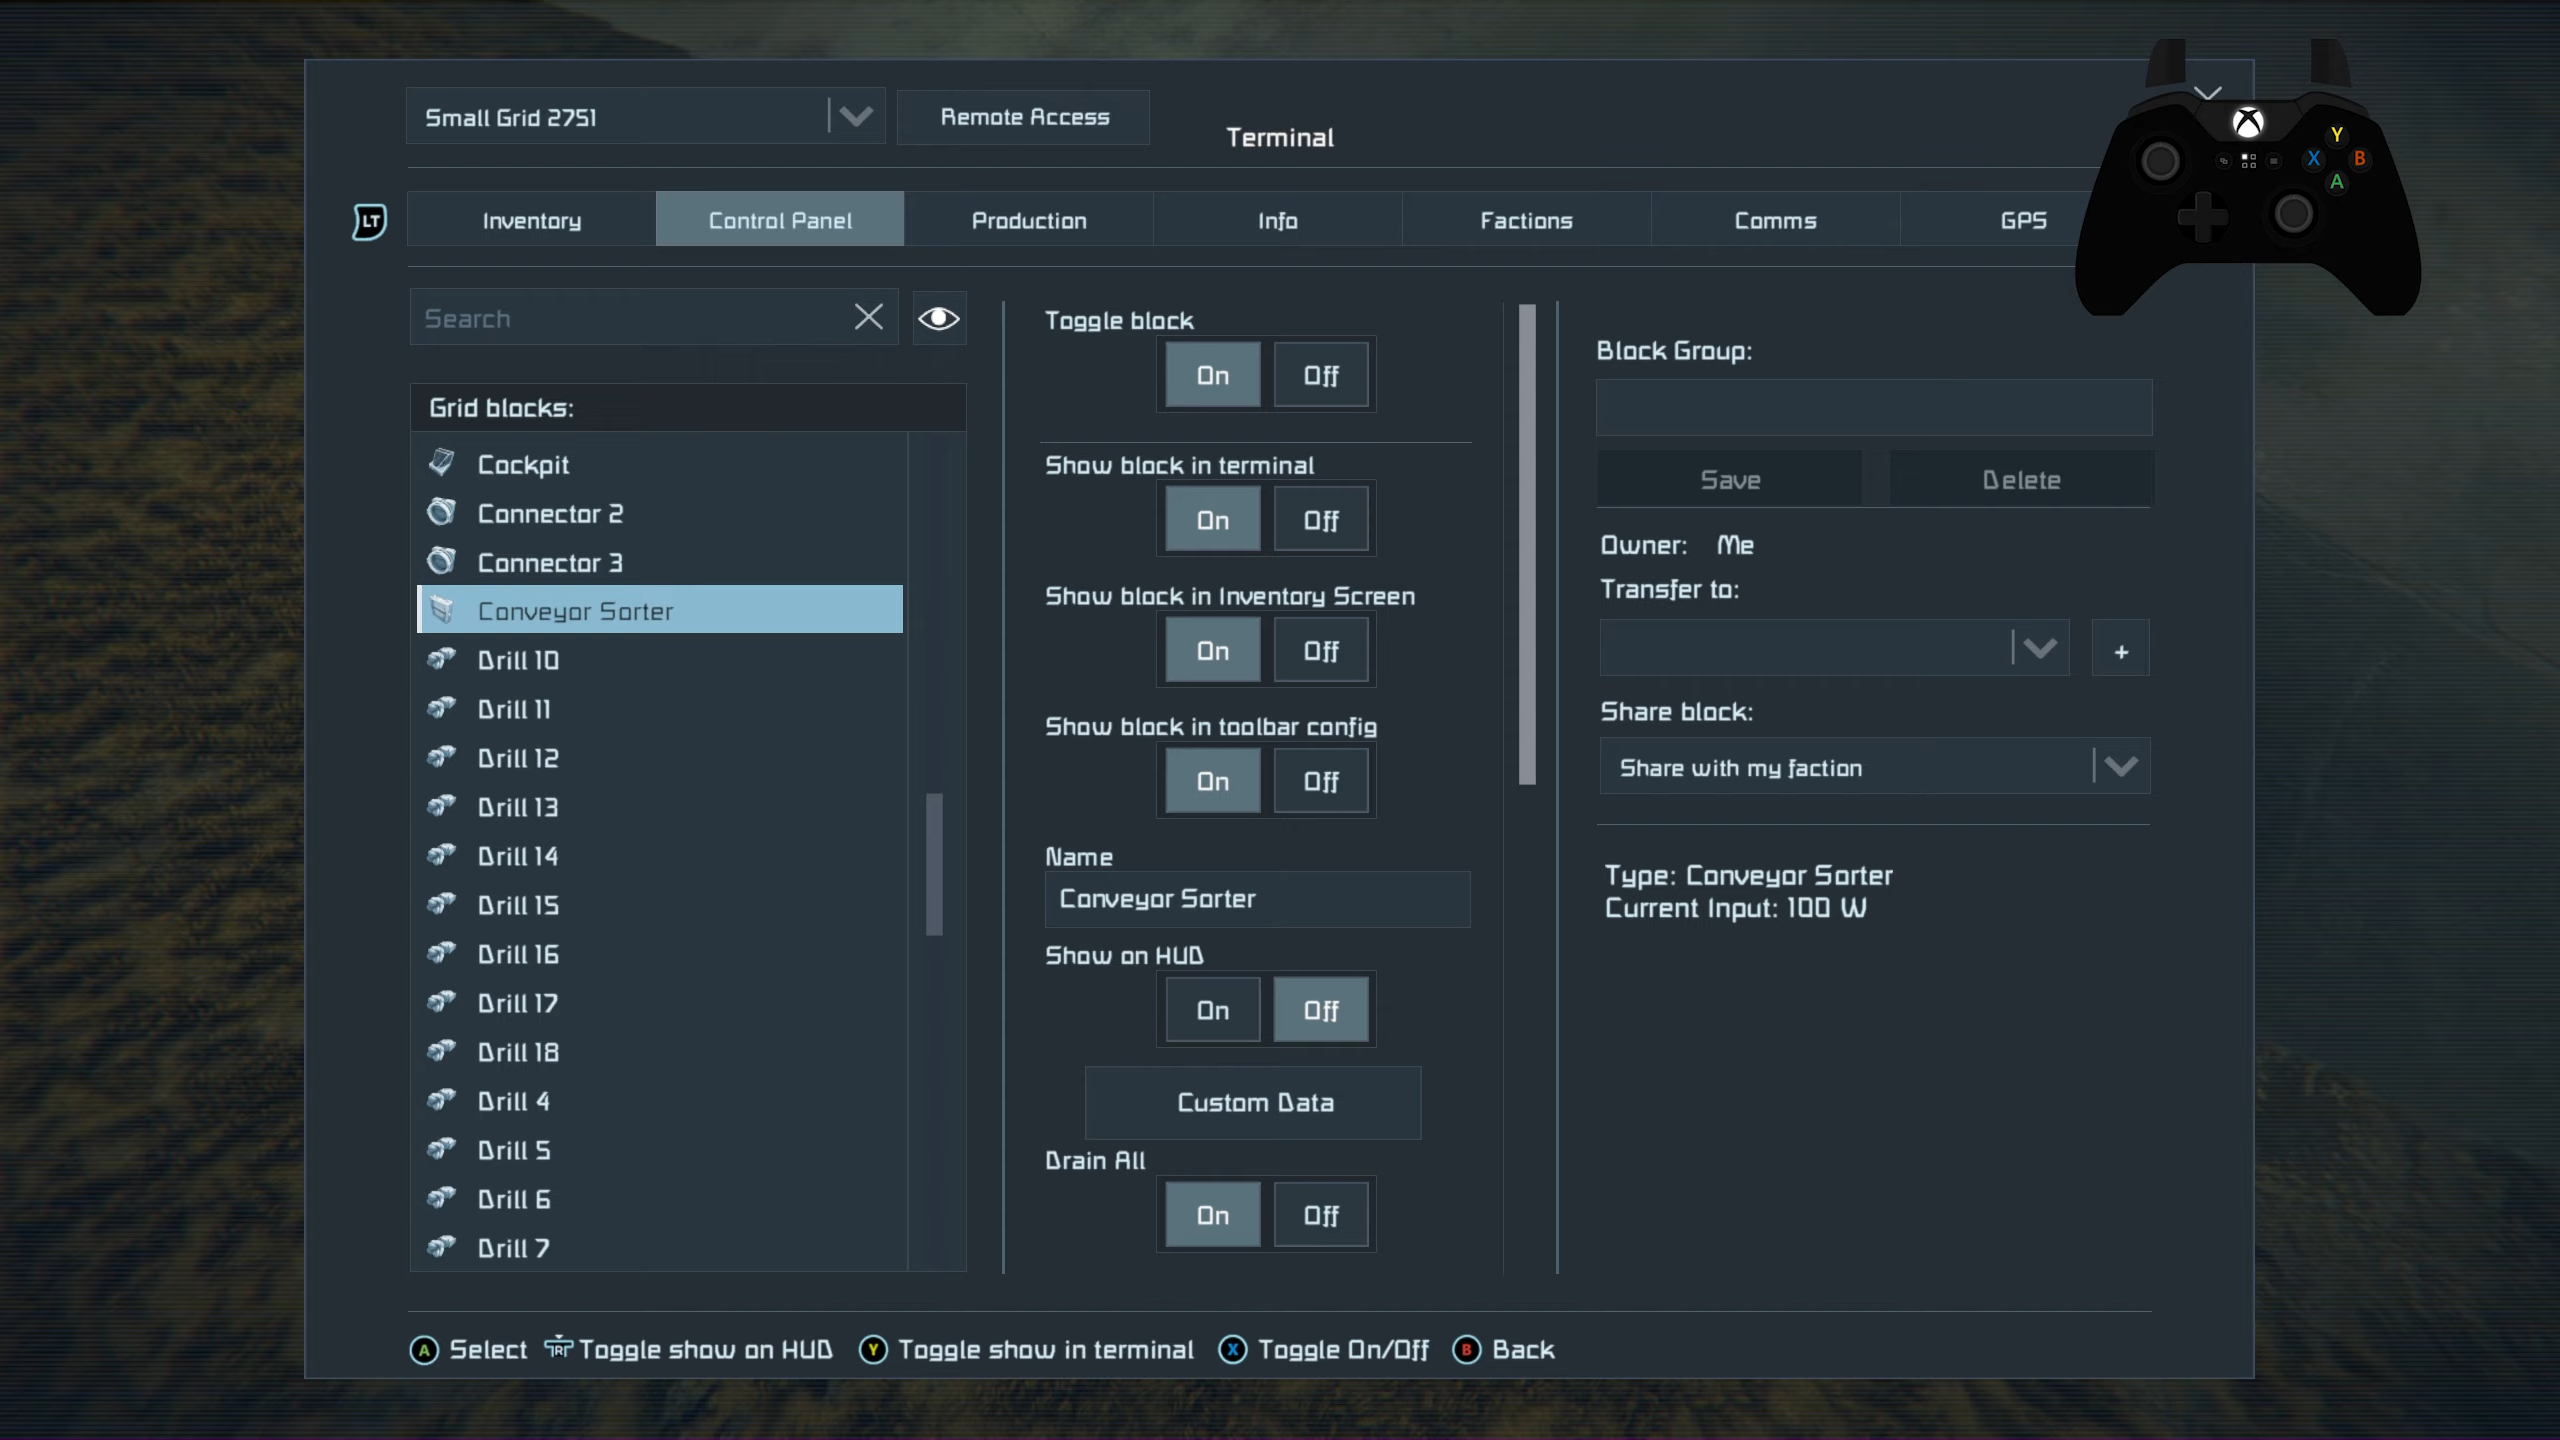 Small Grid 2751
Remote Access
Terminal
LT
Inventory
Control Panel
Production
Info
Factions
Comms
GPS
Y
X
B
A
Search
Grid blocks:
Cockpit
Connector 2
Connector 3
Conveyor Sorter
Drill 10
Drill 11
Drill 12
Drill 13
Drill 14
Drill 15
Drill 16
Drill 17
Drill 18
Drill 4
Drill 5
Drill 6
Drill 7
Toggle block
On Off
Show block in terminal
On Off
Show block in Inventory Screen
On Off
Show block in toolbar config
On Off
Name
Conveyor Sorter
Show on HUD
On Off
Custom Data
Drain All
On Off
Block Group:
Save
Delete
Owner: Me
Transfer to:
+
Share block:
Share with my faction
Type: Conveyor Sorter
Current Input: 100 W
A Select R Toggle show on HUD Y Toggle show in terminal X Toggle On/Off B Back